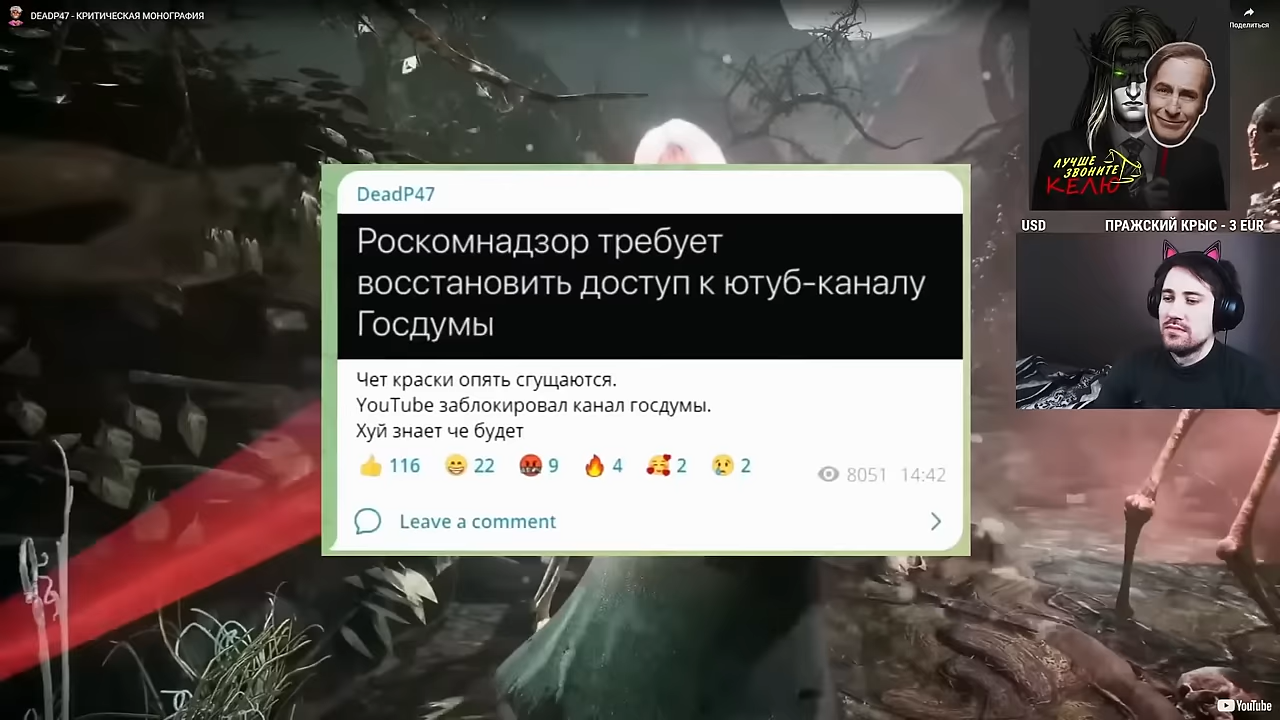 DEADP47 - КРИТИЧЕСКАЯ МОНОГРАФИЯ
Поделиться
ЛУЧШЕ
ЗВОНИТЕ
КЕЛЮ
USD
ПРАЖСКИЙ КРЫС - 3 EUR
DeadP47
Роскомнадзор требует
восстановить доступ к ютуб-каналу
Госдумы
Чет краски опять сгущаются.
YouTube заблокировал канал госдумы.
Хуй знает че будет
116 22 9 4 2 2
8051 14:42
Leave a comment
YouTube